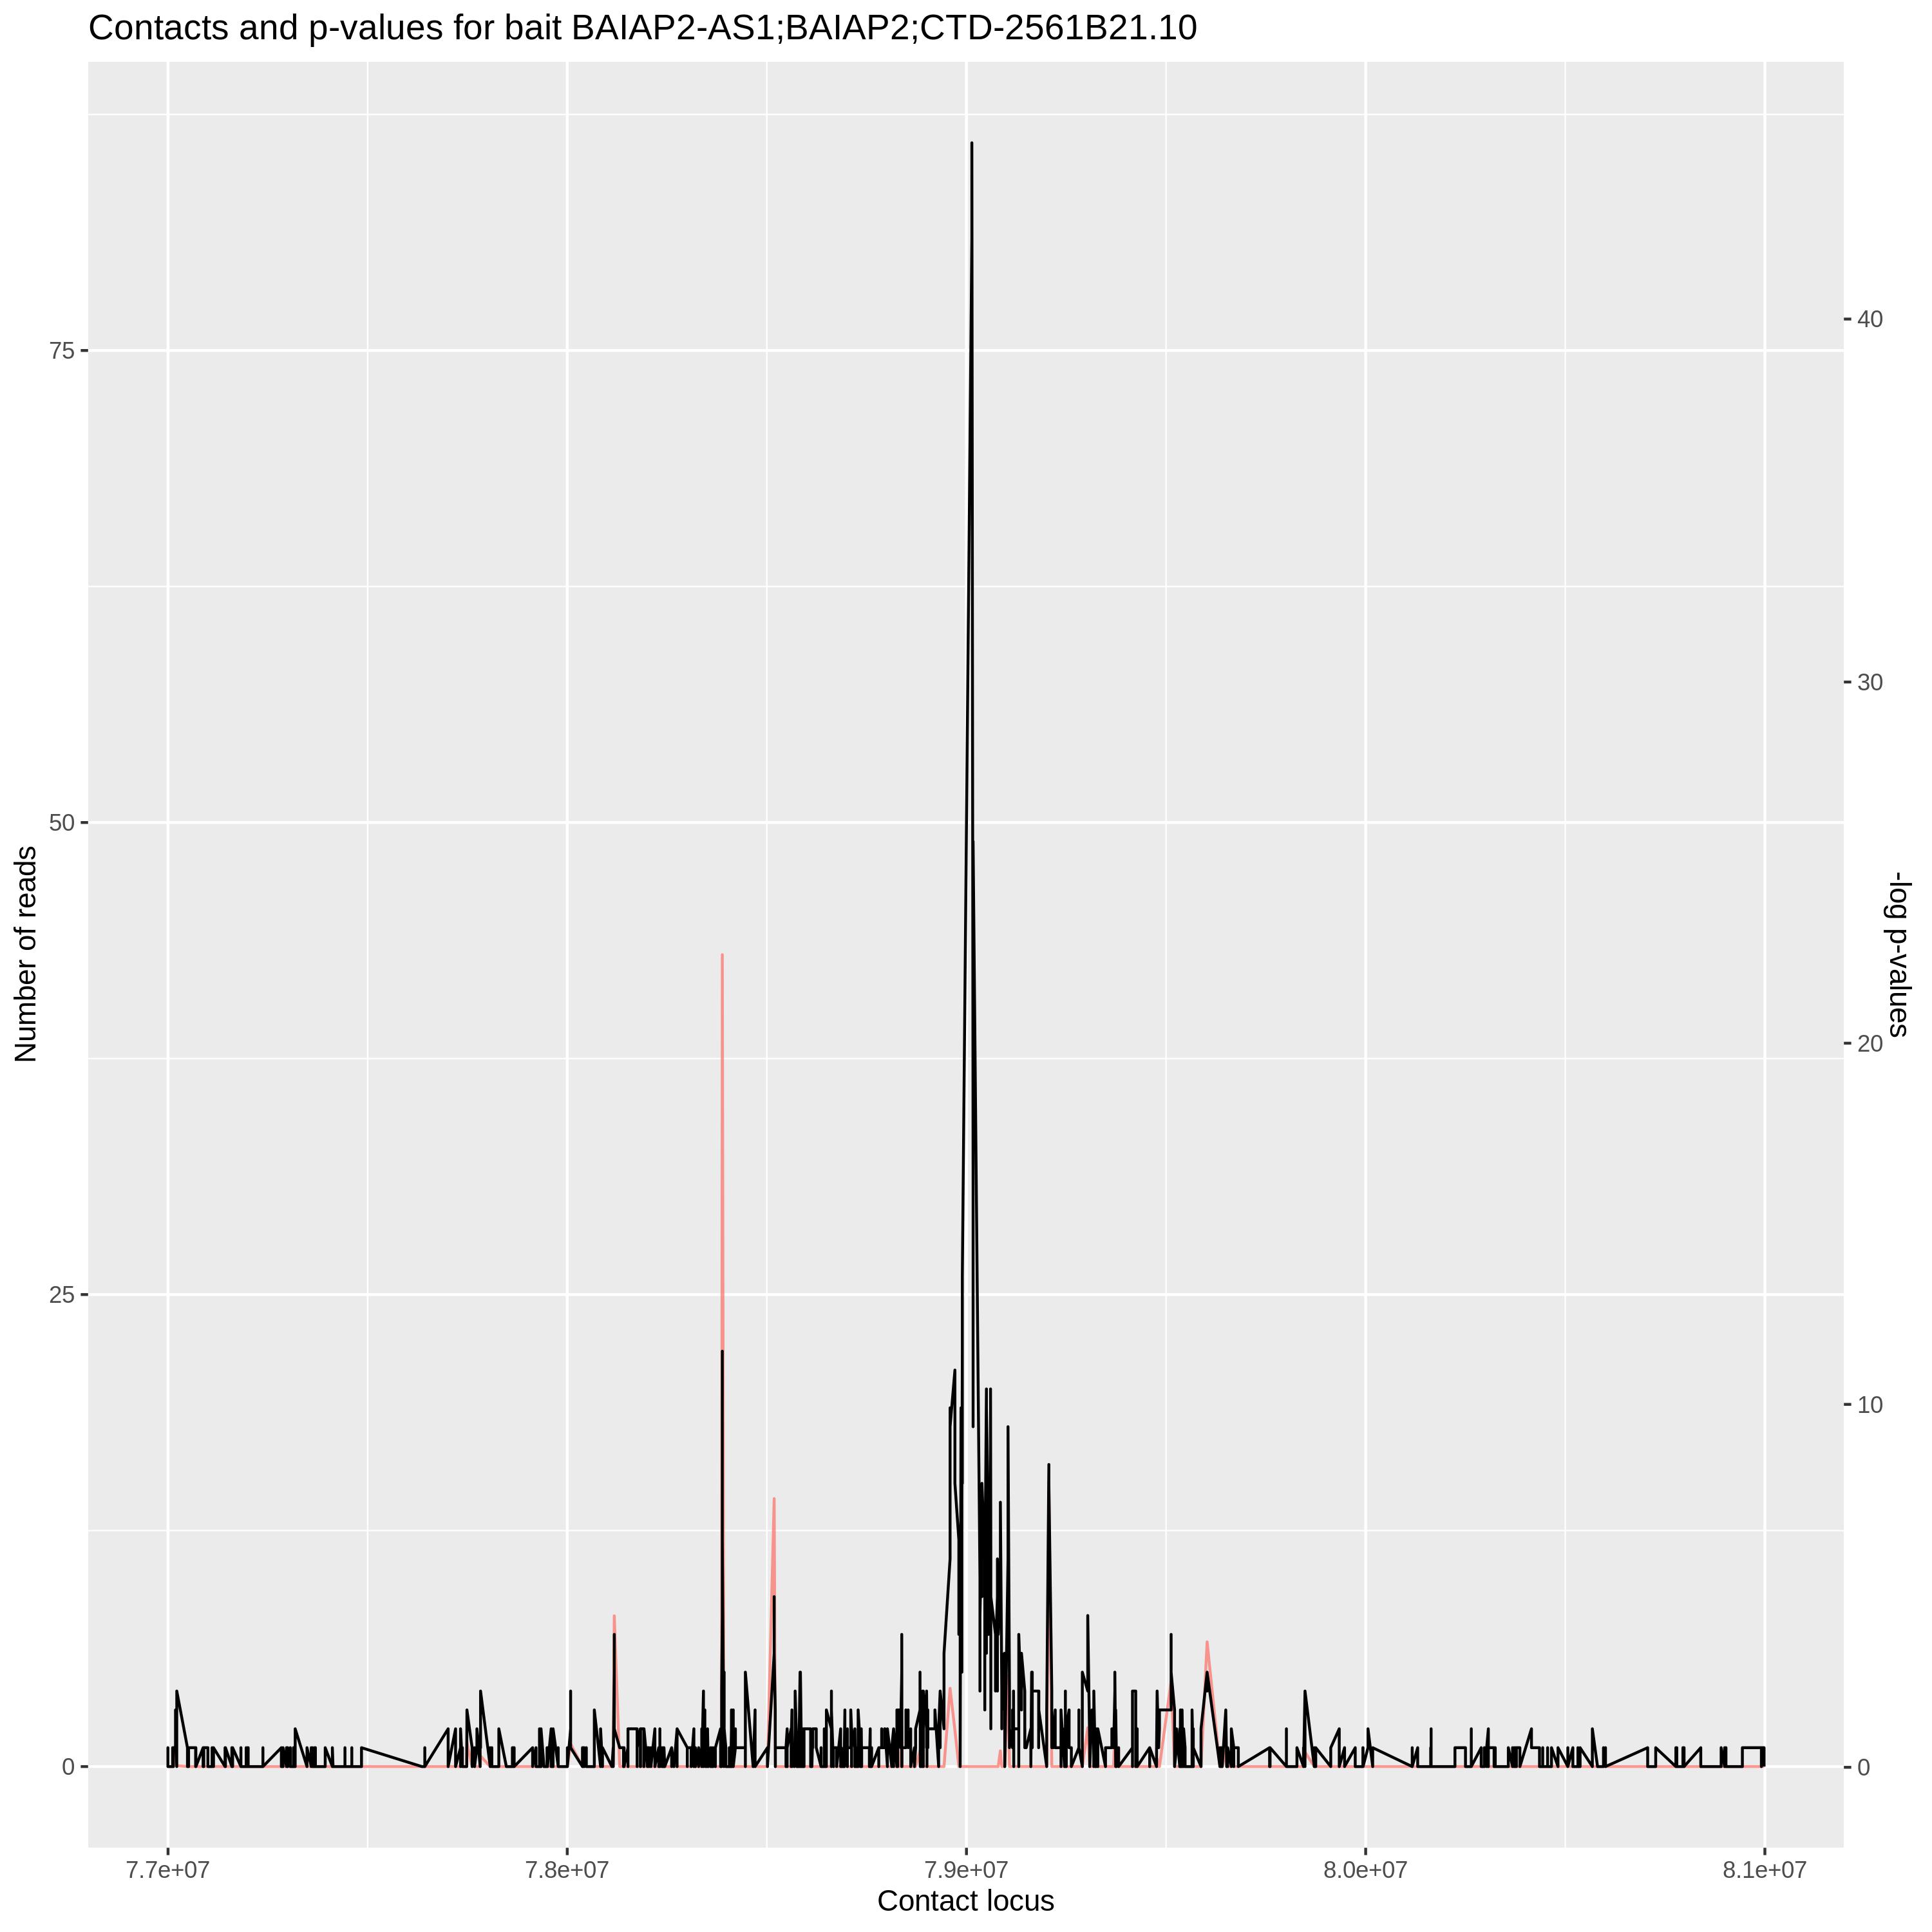 Contacts and p-values for bait BAIAP2-AS1;BAIAP2;CTD-2561B21.10
75
50
25
0
Number of reads
40
30
20
10
0
-log p-values
7.7e+07
7.8e+07
7.9e+07
8.0e+07
8.1e+07
Contact locus